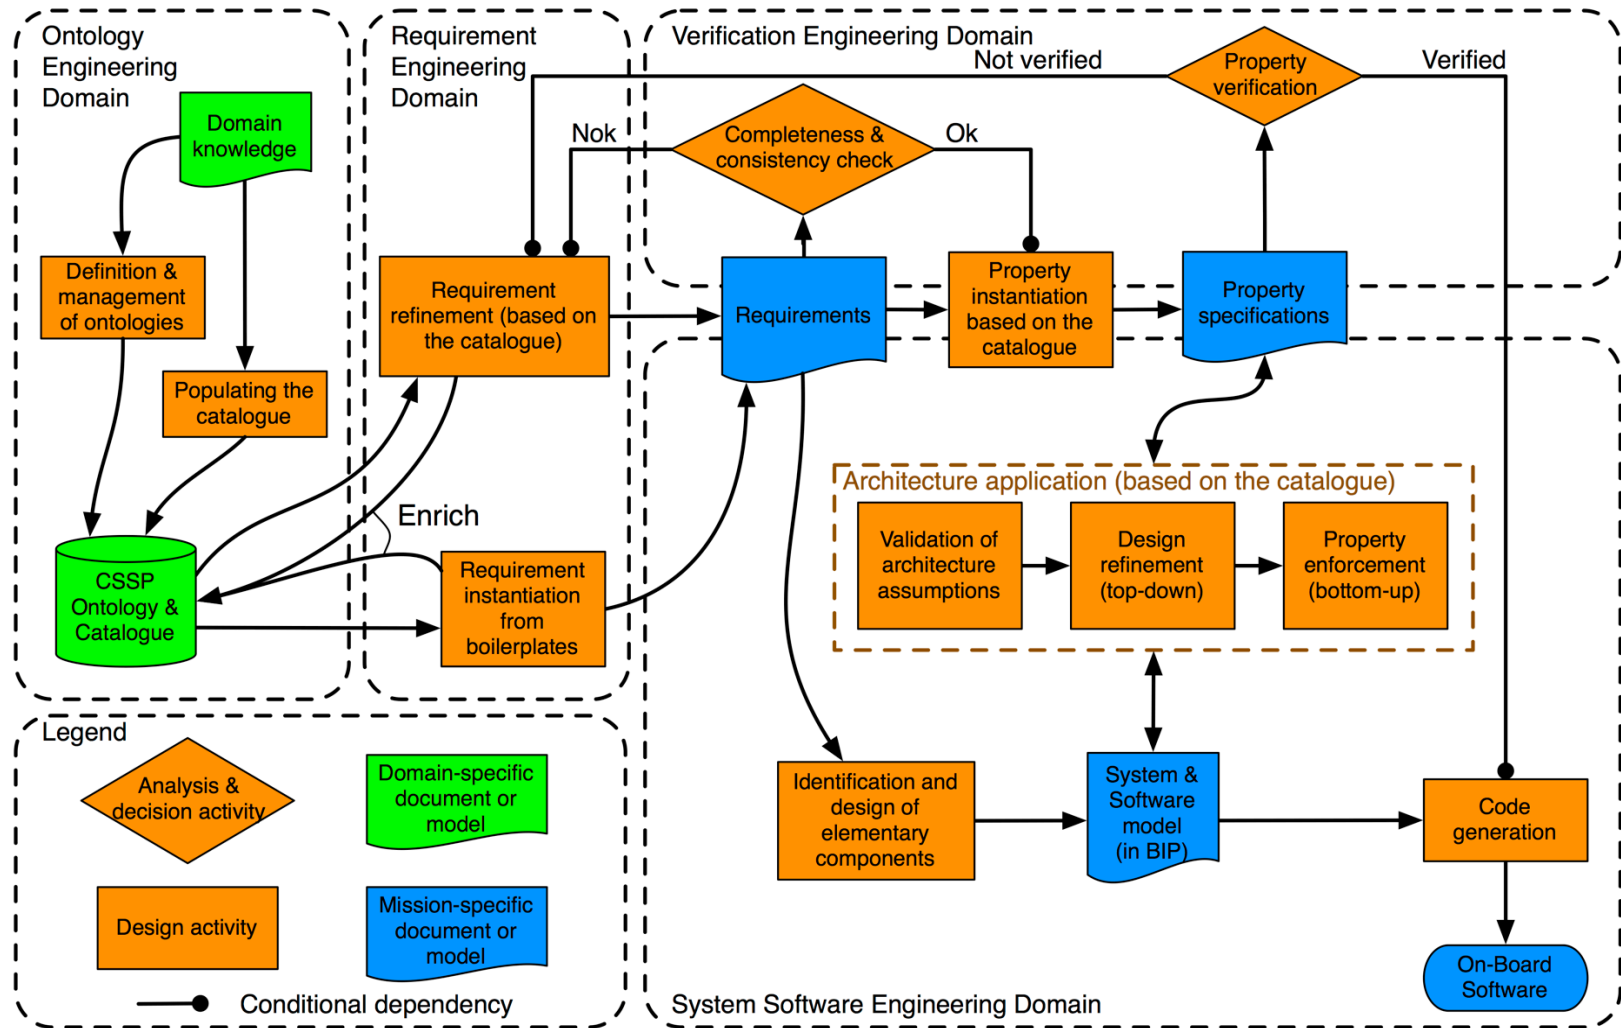 Ontology
Engineering
Domain
Domain
knowledge
Definition &
management
of ontologies
Populating the
catalogue
CSSP
Ontology &
Catalogue
Requirement
Engineering
Domain
Requirement
refinement (based on
the catalogue)
Enrich
Requirement
instantiation
from
boilerplates
Verification Engineering Domain
Not verified
Property
verification
Verified
Nok
Completeness &
consistency check
Ok
Requirements
Property
instantiation
based on the
catalogue
Property
specifications
Architecture application (based on the catalogue)
Validation of
architecture
assumptions
Design
refinement
(top-down)
Property
enforcement
(bottom-up)
Identification and
design of
elementary
components
System &
Software
model
(in BIP)
Code
generation
On-Board
Software
System Software Engineering Domain
Legend
Analysis &
decision activity
Domain-specific
document or
model
Design activity
Mission-specific
document or
model
Conditional dependency